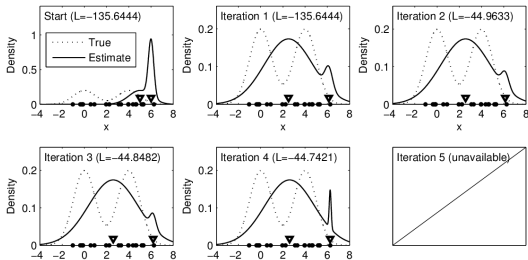 Start (L=-135.6444)
True
Estimate
Density
1
0.5
0
-4 -2 0 2 4 6 8
x
Iteration 1 (L=-135.6444)
Density
0.2
0.1
0
-4 -2 0 2 4 6 8
x
Iteration 2 (L=-44.9633)
Density
0.2
0.1
0
-4 -2 0 2 4 6 8
x
Iteration 3 (L=-44.8482)
Density
0.2
0.1
0
-4 -2 0 2 4 6 8
Iteration 4 (L=-44.7421)
Density
0.2
0.1
0
-4 -2 0 2 4 6 8
Iteration 5 (unavailable)